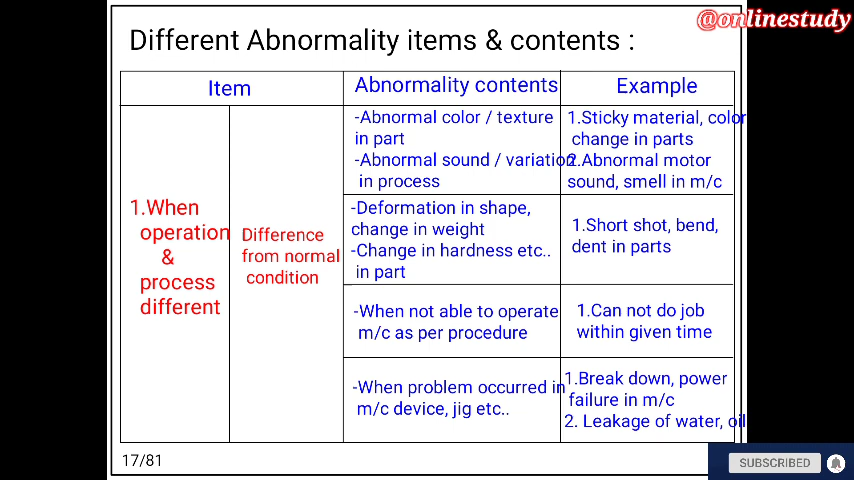 @onlinestudy
Different Abnormality items & contents :
Item
Abnormality contents
Example
1.When
operation
&
process
different
Difference
from normal
condition
-Abnormal color / texture
in part
-Abnormal sound / variation
in process
1.Sticky material, color
change in parts
2.Abnormal motor
sound, smell in m/c
-Deformation in shape,
change in weight
-Change in hardness etc..
in part
1.Short shot, bend,
dent in parts
-When not able to operate
m/c as per procedure
1.Can not do job
within given time
-When problem occurred in
m/c device, jig etc..
1.Break down, power
failure in m/c
2. Leakage of water, oil
17/81
SUBSCRIBED